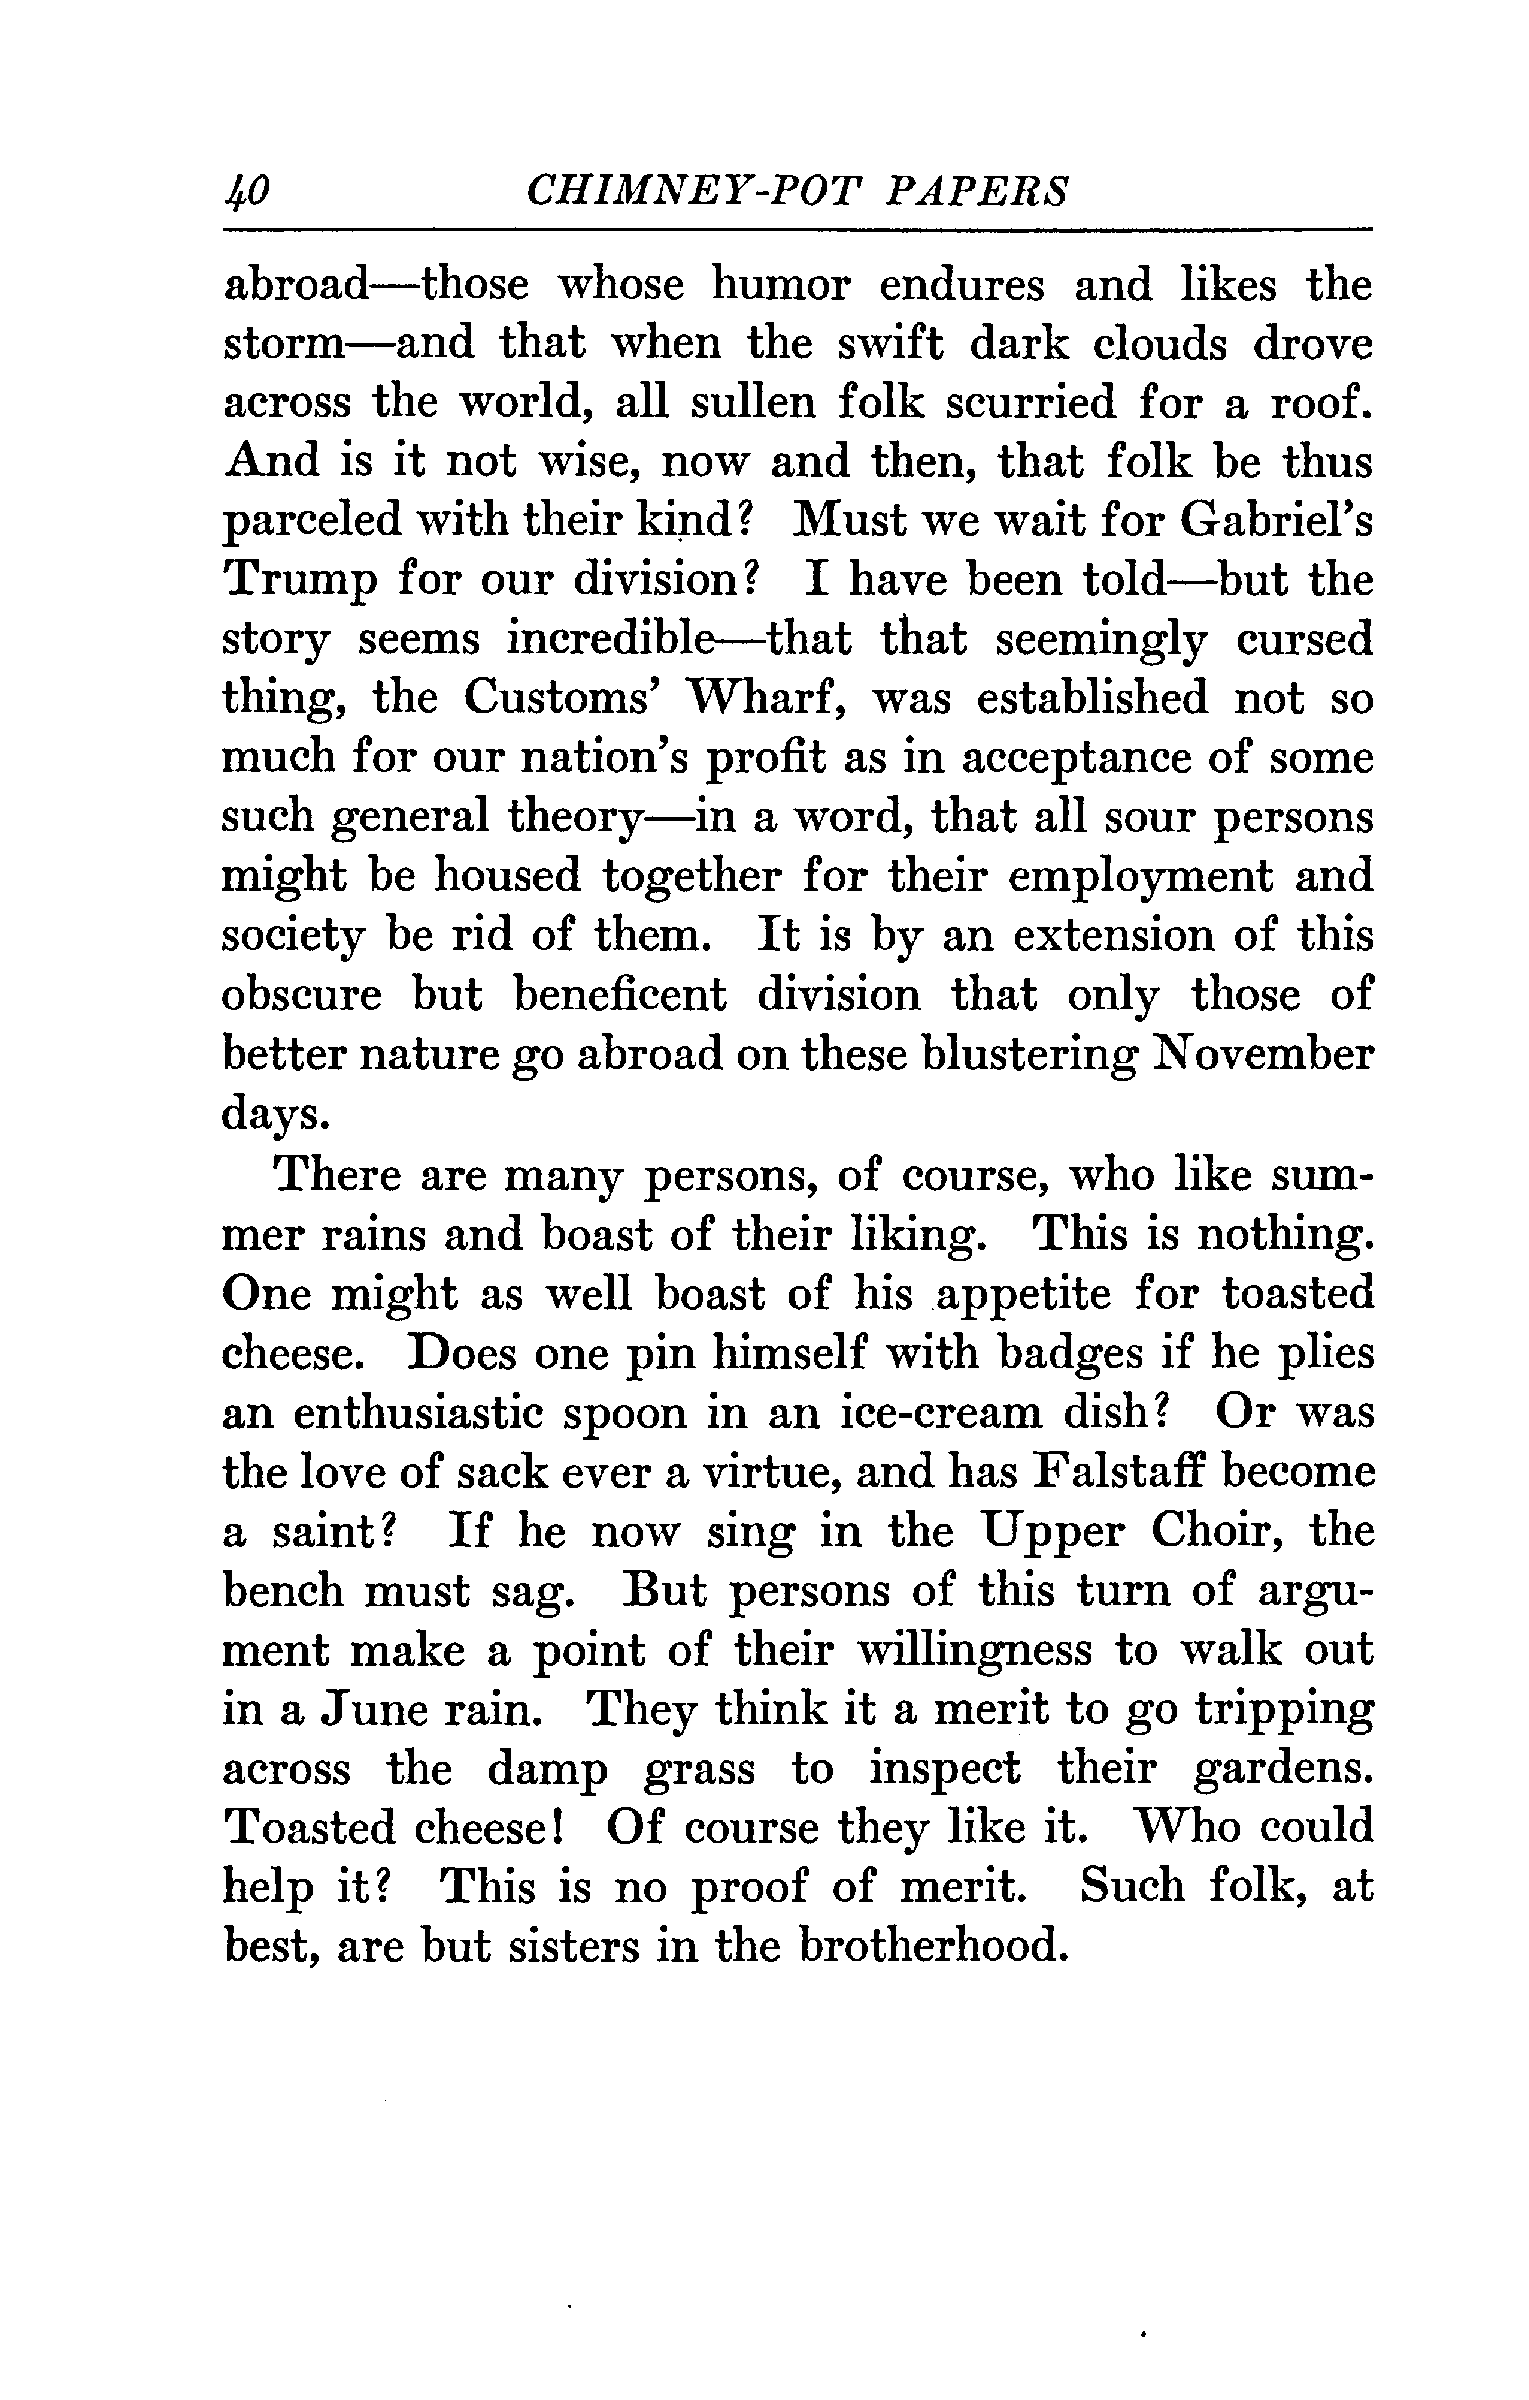 40 CHIMNEY-POT PAPERS
abroad—those whose humor endures and likes the
storm—and that when the swift dark clouds drove
across the world, all sullen folk scurried for a roof.
And is it not wise, now and then, that folk be thus
parceled with their kind? Must we wait for Gabriel's
Trump for our division? I have been told—but the
story seems incredible—that that seemingly cursed
thing, the Customs' Wharf, was established not so
much for our nation's profit as in acceptance of some
such general theory—in a word, that all sour persons
might be housed together for their employment and
society be rid of them. It is by an extension of this
obscure but beneficent division that only those of
better nature go abroad on these blustering November
days.
There are many persons, of course, who like sum-
mer rains and boast of their liking. This is nothing.
One might as well boast of his appetite for toasted
cheese. Does one pin himself with badges if he plies
an enthusiastic spoon in an ice-cream dish? Or was
the love of sack ever a virtue, and has Falstaff become
a saint? If he now sing in the Upper Choir, the
bench must sag. But persons of this turn of argu-
ment make a point of their willingness to walk out
in a June rain. They think it a merit to go tripping
across the damp grass to inspect their gardens.
Toasted cheese! Of course they like it. Who could
help it? This is no proof of merit. Such folk, at
best, are but sisters in the brotherhood.